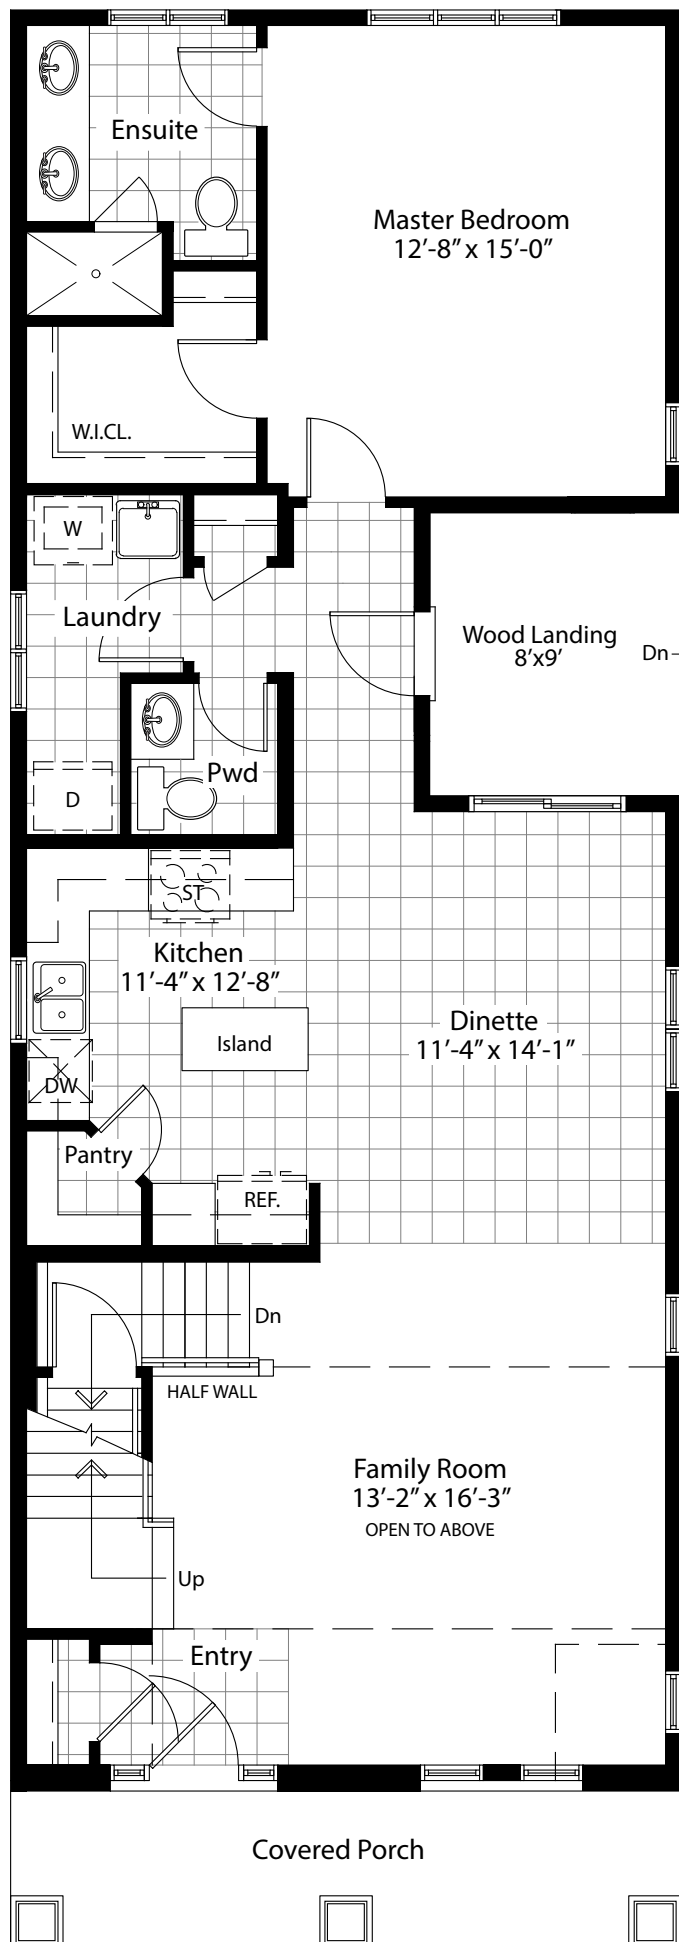 Ensuite
Master Bedroom
12'-8" x 15'-0"
W.I.CL.
W
Laundry
Wood Landing
8'x9'
Dn
Pwd
D
ST
Kitchen
11'-4" x 12'-8"
Island
Dinette
11'-4" x 14'-1"
DW
Pantry
REF.
Dn
HALF WALL
Family Room
13'-2" x 16'-3"
OPEN TO ABOVE
Up
Entry
Covered Porch